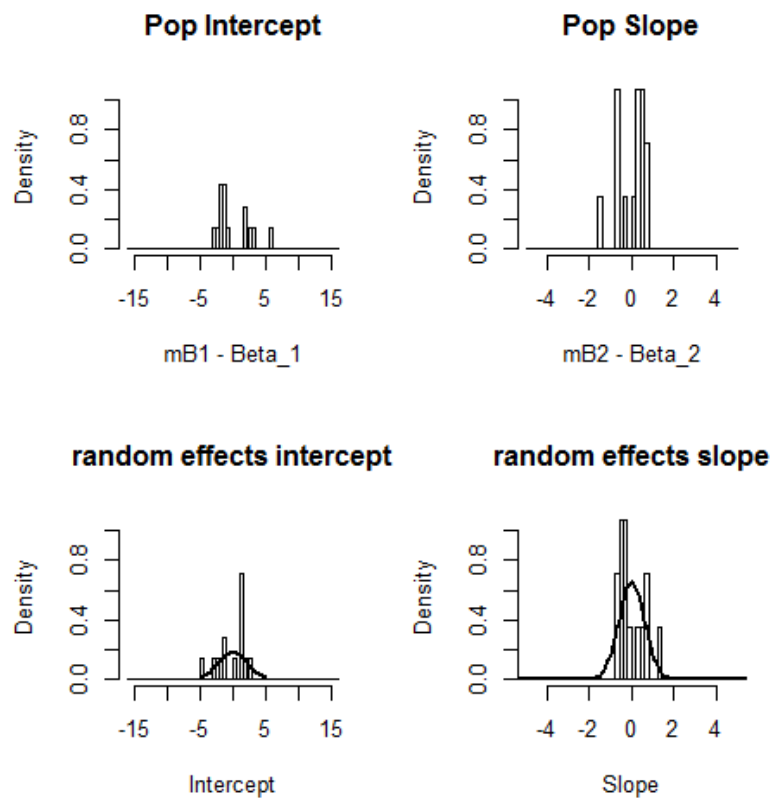 Pop Intercept
Density
0.0 0.4 0.8
-15 -5 5 15
mB1 - Beta_1
Pop Slope
Density
0.0 0.4 0.8
-4 -2 0 2 4
mB2 - Beta_2
random effects intercept
Density
0.0 0.4 0.8
-15 -5 5 15
Intercept
random effects slope
Density
0.0 0.4 0.8
-4 -2 0 2 4
Slope